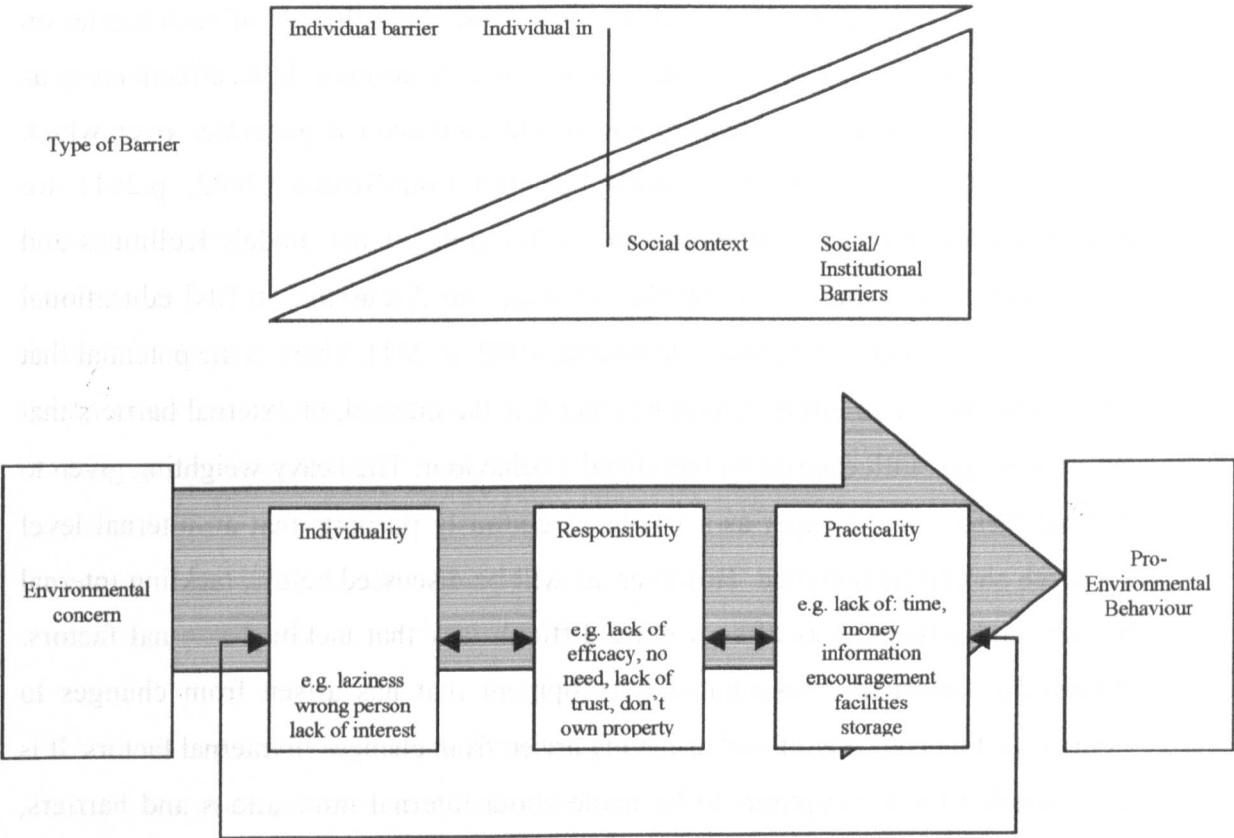 Individual barrier Individual in
Type of Barrier
Social context
Social/
Institutional
Barriers
Environmental
concern
Individuality
e.g. laziness
wrong person
lack of interest
Responsibility
e.g. lack of
efficacy, no
need, lack of
trust, don't
own property
Practicality
e.g. lack of: time,
money
information
encouragement
facilities
storage
Pro-
Environmental
Behaviour